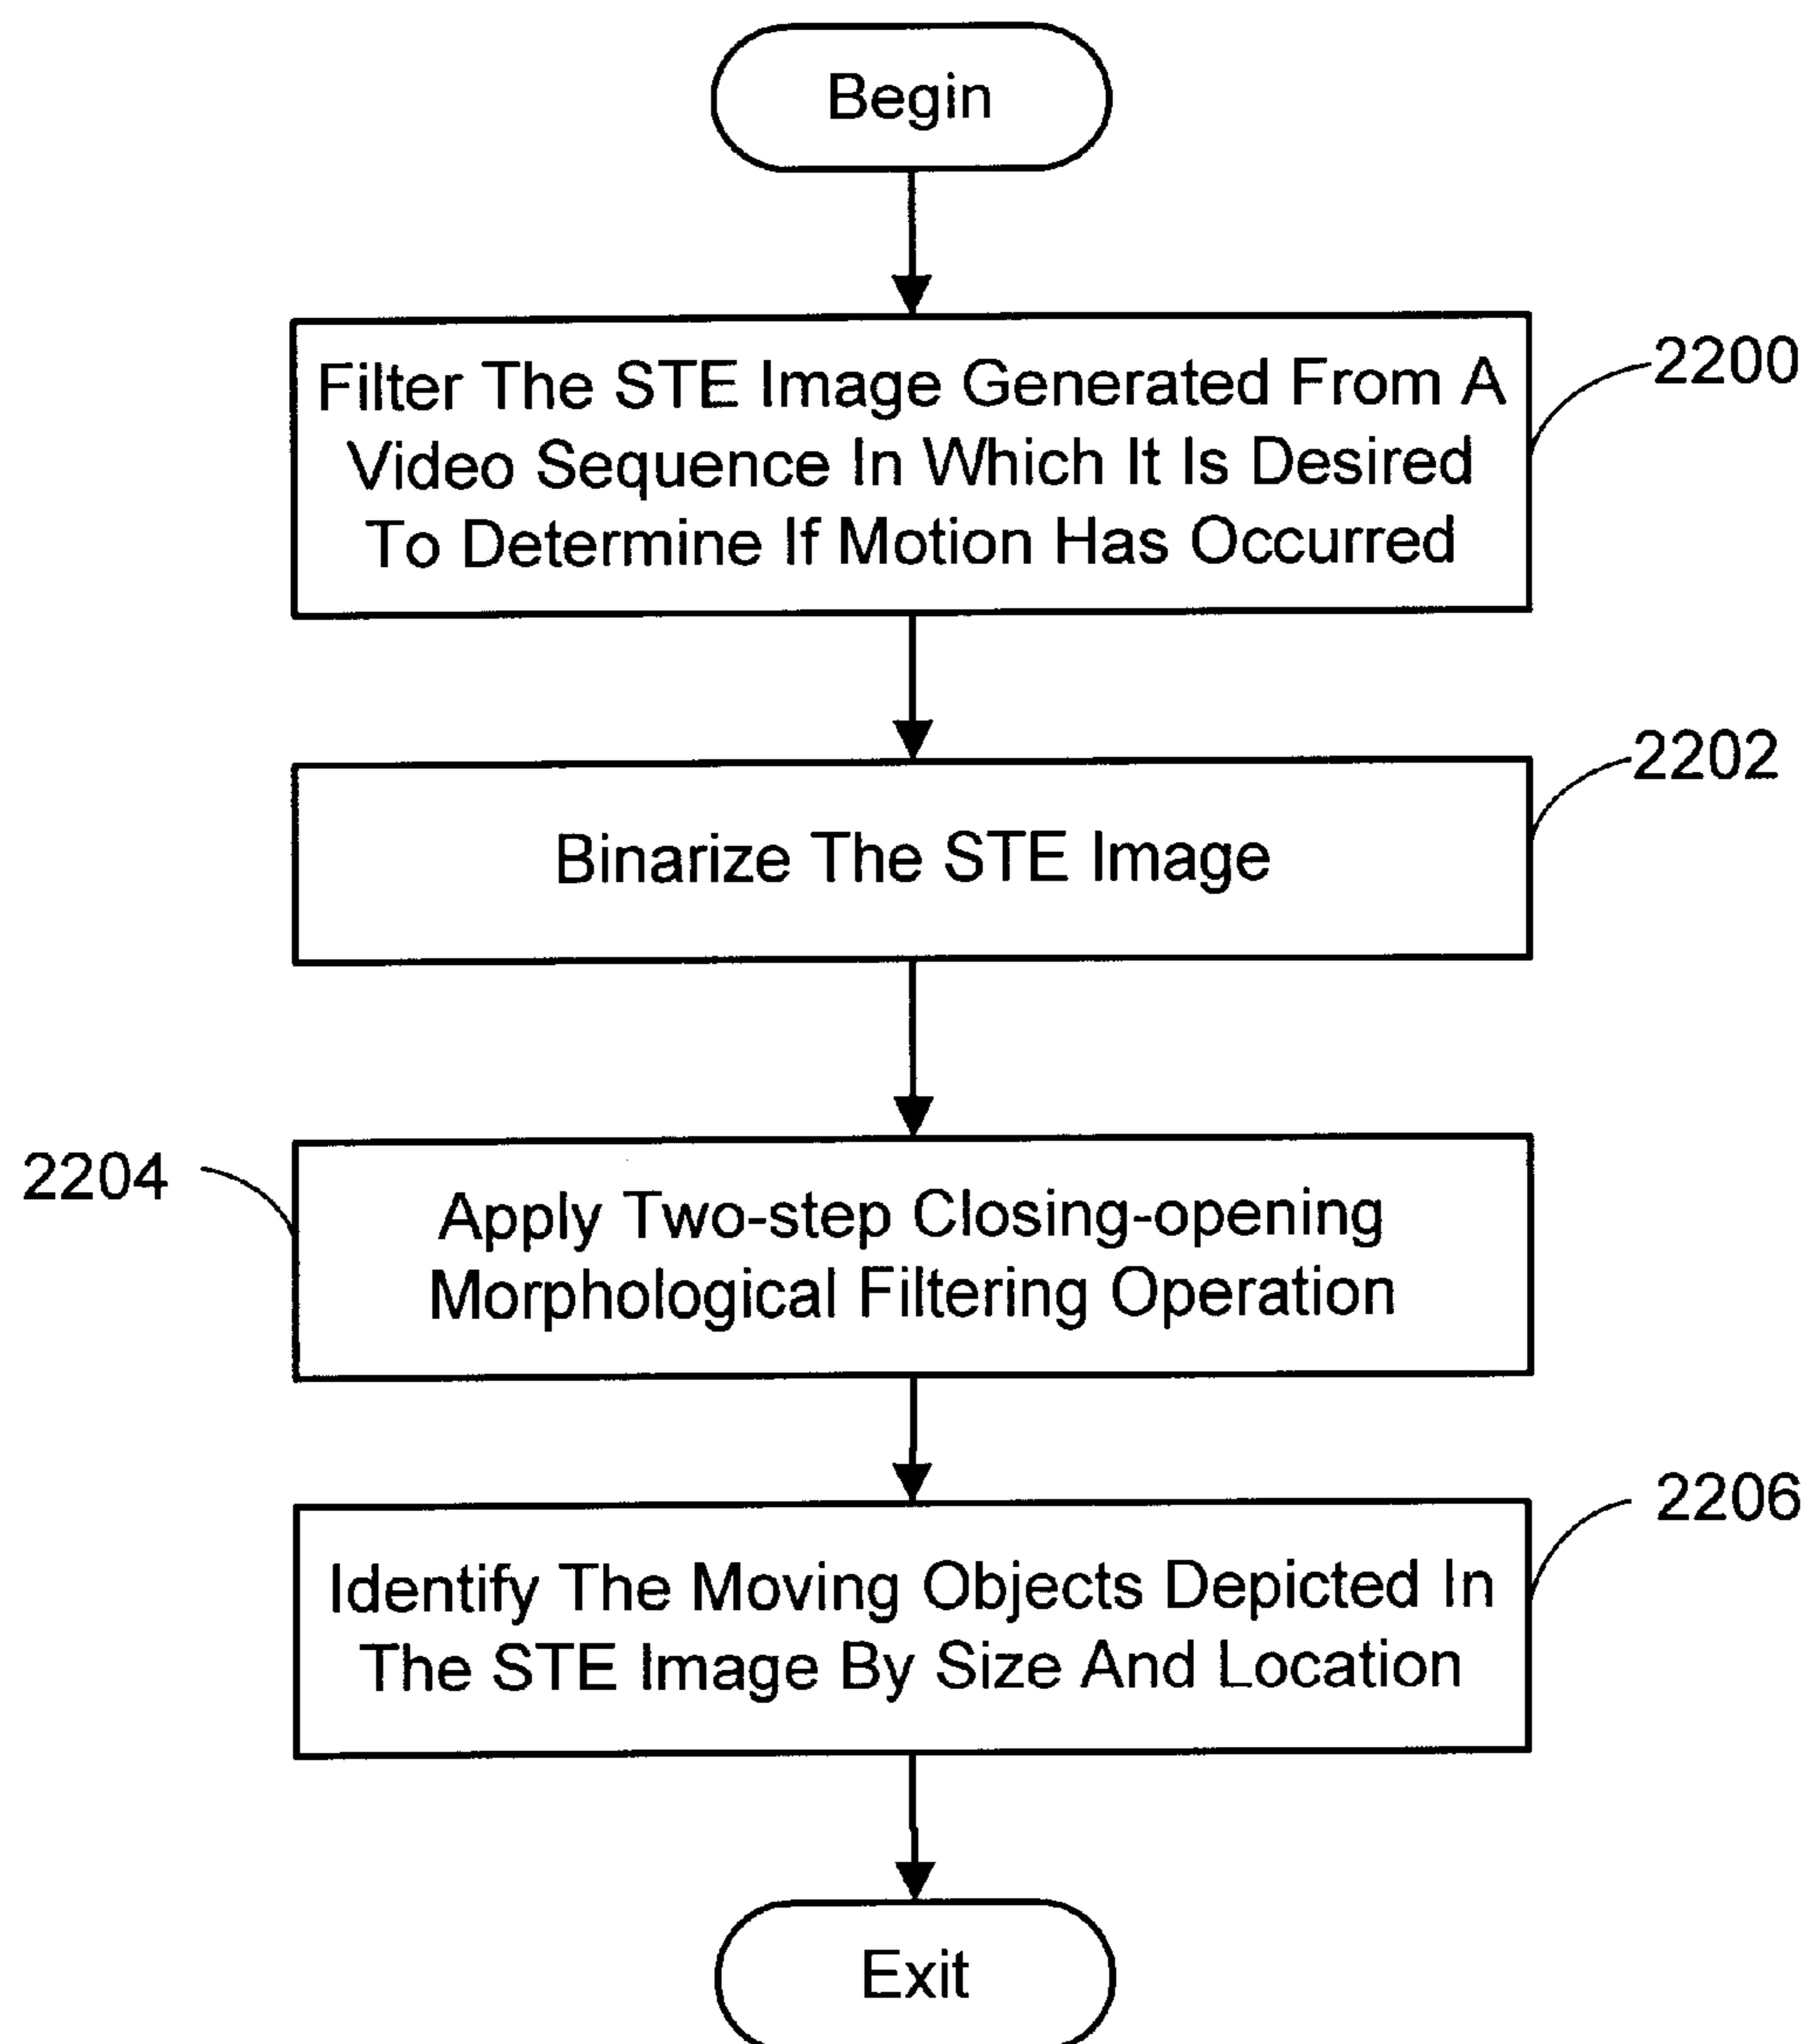 Begin
Filter The STE Image Generated From A
Video Sequence In Which It Is Desired
To Determine If Motion Has Occurred
2200
Binarize The STE Image
2202
2204
Apply Two-step Closing-opening
Morphological Filtering Operation
Identify The Moving Objects Depicted In
The STE Image By Size And Location
2206
Exit